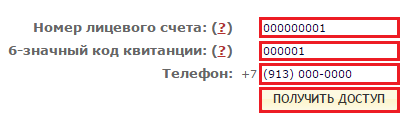 Номер лицевого счета: (?) 000000001
6-значный код квитанции: (?) 000001
Телефон: +7 (913) 000-0000
ПОЛУЧИТЬ ДОСТУП